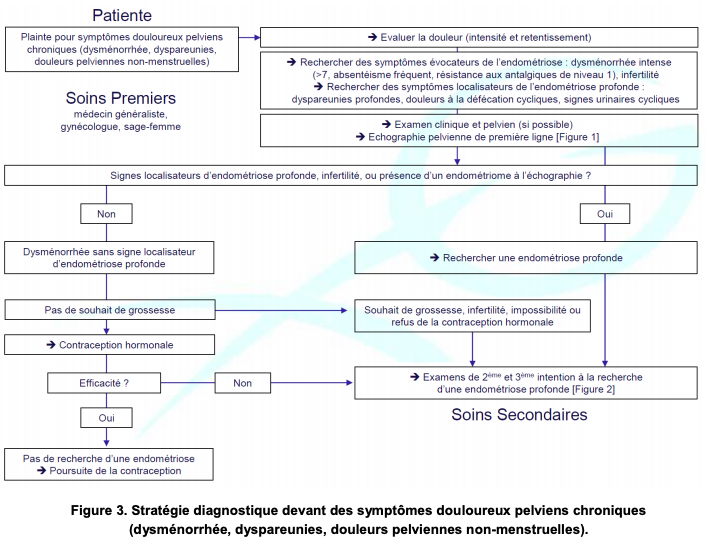 Patiente
Plainte pour symptômes douloureux pelviens
chroniques (dysménorrhée, dyspareunies,
douleurs pelviennes non-menstruelles)
➔ Evaluer la douleur (intensité et retentissement)
➔ Rechercher des symptômes évocateurs de l'endométriose : dysménorrhée intense
(>7, absentéisme fréquent, résistance aux antalgiques de niveau 1), infertilité
➔ Rechercher des symptômes localisateurs de l'endométriose profonde :
dyspareunies profondes, douleurs à la défécation cycliques, signes urinaires cycliques
Soins Premiers
médecin généraliste,
gynécologue, sage-femme
➔ Examen clinique et pelvien (si possible)
➔ Echographie pelvienne de première ligne [Figure 1]
Signes localisateurs d'endométriose profonde, infertilité, ou présence d'un endométriome à l'échographie ?
Non
Oui
Dysménorrhée sans signe localisateur
d'endométriose profonde
➔ Rechercher une endométriose profonde
Pas de souhait de grossesse
Souhait de grossesse, infertilité, impossibilité ou
refus de la contraception hormonale
➔ Contraception hormonale
Efficacité ?
Non
➔ Examens de 2ème et 3ème intention à la recherche
d'une endométriose profonde [Figure 2]
Oui
Soins Secondaires
Pas de recherche d'une endométriose
➔ Poursuite de la contraception
Figure 3. Stratégie diagnostique devant des symptômes douloureux pelviens chroniques
(dysménorrhée, dyspareunies, douleurs pelviennes non-menstruelles).